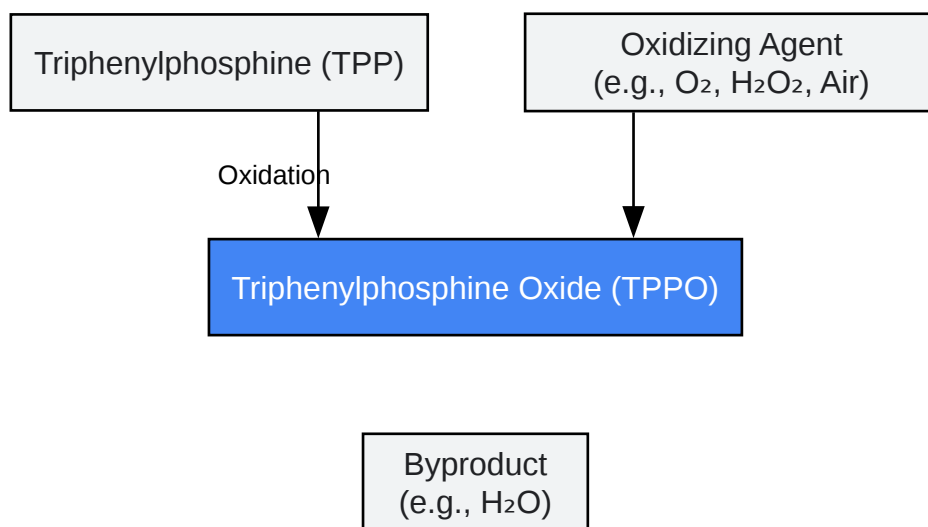 Triphenylphosphine (TPP)
Oxidizing Agent
(e.g., O₂, H₂O₂, Air)
Oxidation
Triphenylphosphine Oxide (TPPO)
Byproduct
(e.g., H₂O)